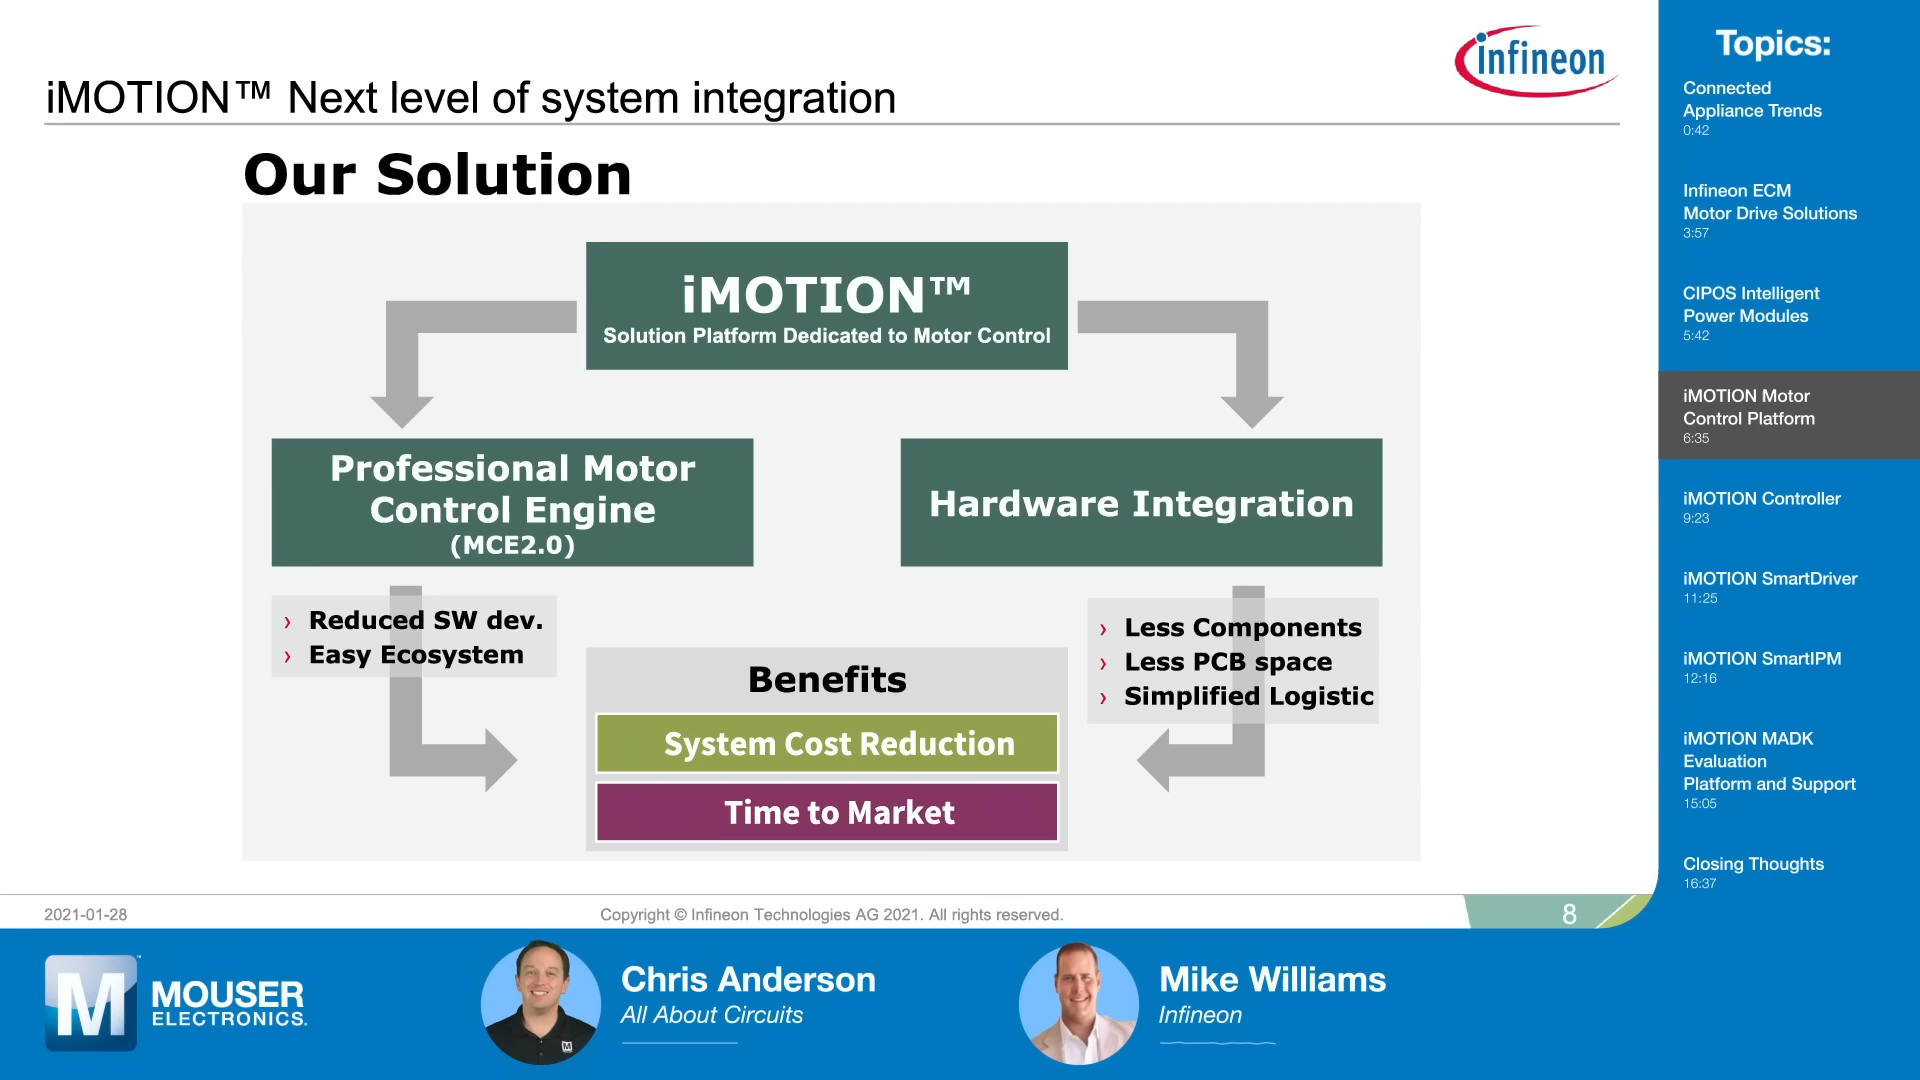 iMOTION™ Next level of system integration
infineon
Our Solution
iMOTION™
Solution Platform Dedicated to Motor Control
Professional Motor
Control Engine
(MCE2.0)
Hardware Integration
› Reduced SW dev.
› Easy Ecosystem
› Less Components
› Less PCB space
› Simplified Logistic
Benefits
System Cost Reduction
Time to Market
2021-01-28
Copyright © Infineon Technologies AG 2021. All rights reserved.
8
Topics:
Connected
Appliance Trends
0:42
Infineon ECM
Motor Drive Solutions
3:57
CIPOS Intelligent
Power Modules
5:42
iMOTION Motor
Control Platform
6:35
iMOTION Controller
9:23
iMOTION SmartDriver
11:25
iMOTION SmartIPM
12:16
iMOTION MADK
Evaluation
Platform and Support
15:05
Closing Thoughts
16:37
M
MOUSER
ELECTRONICS.
Chris Anderson
All About Circuits
Mike Williams
Infineon